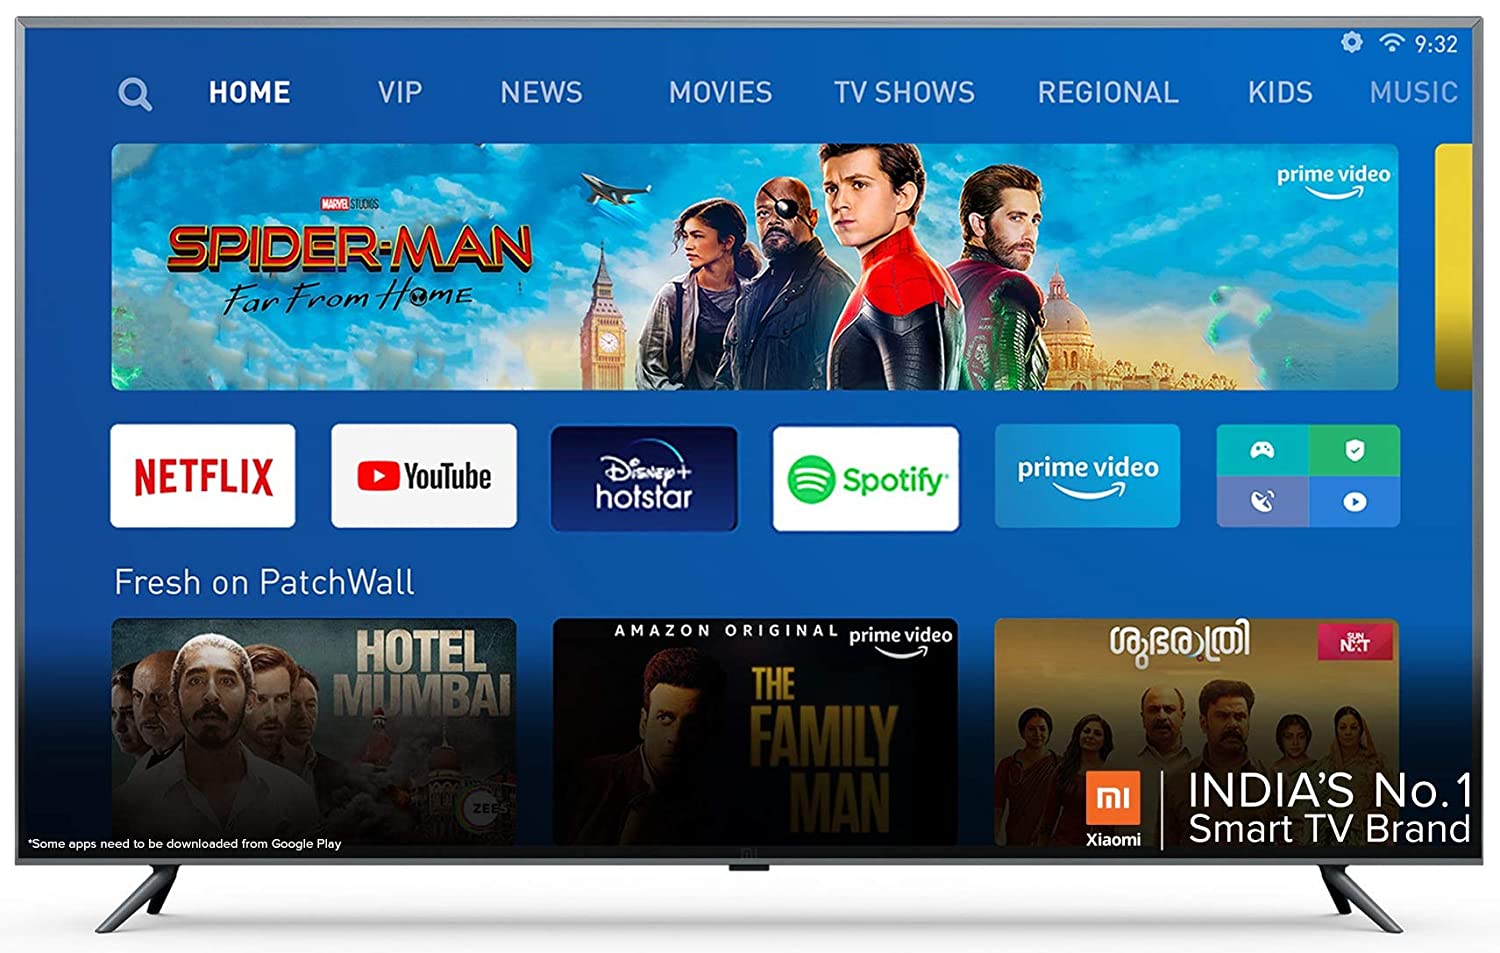 9:32
HOME VIP NEWS MOVIES TV SHOWS REGIONAL KIDS MUSIC
prime video
MARVEL STUDIOS
SPIDER-MAN
Far From Home
NETFLIX
YouTube
Disney+
hotstar
Spotify
prime video
Fresh on PatchWall
HOTEL
MUMBAI
ZEE5
AMAZON ORIGINAL
prime video
THE
FAMILY
MAN
ശുഭരാത്രി
SUN
NXT
mi
Xiaomi
INDIA'S No.1
Smart TV Brand
*Some apps need to be downloaded from Google Play